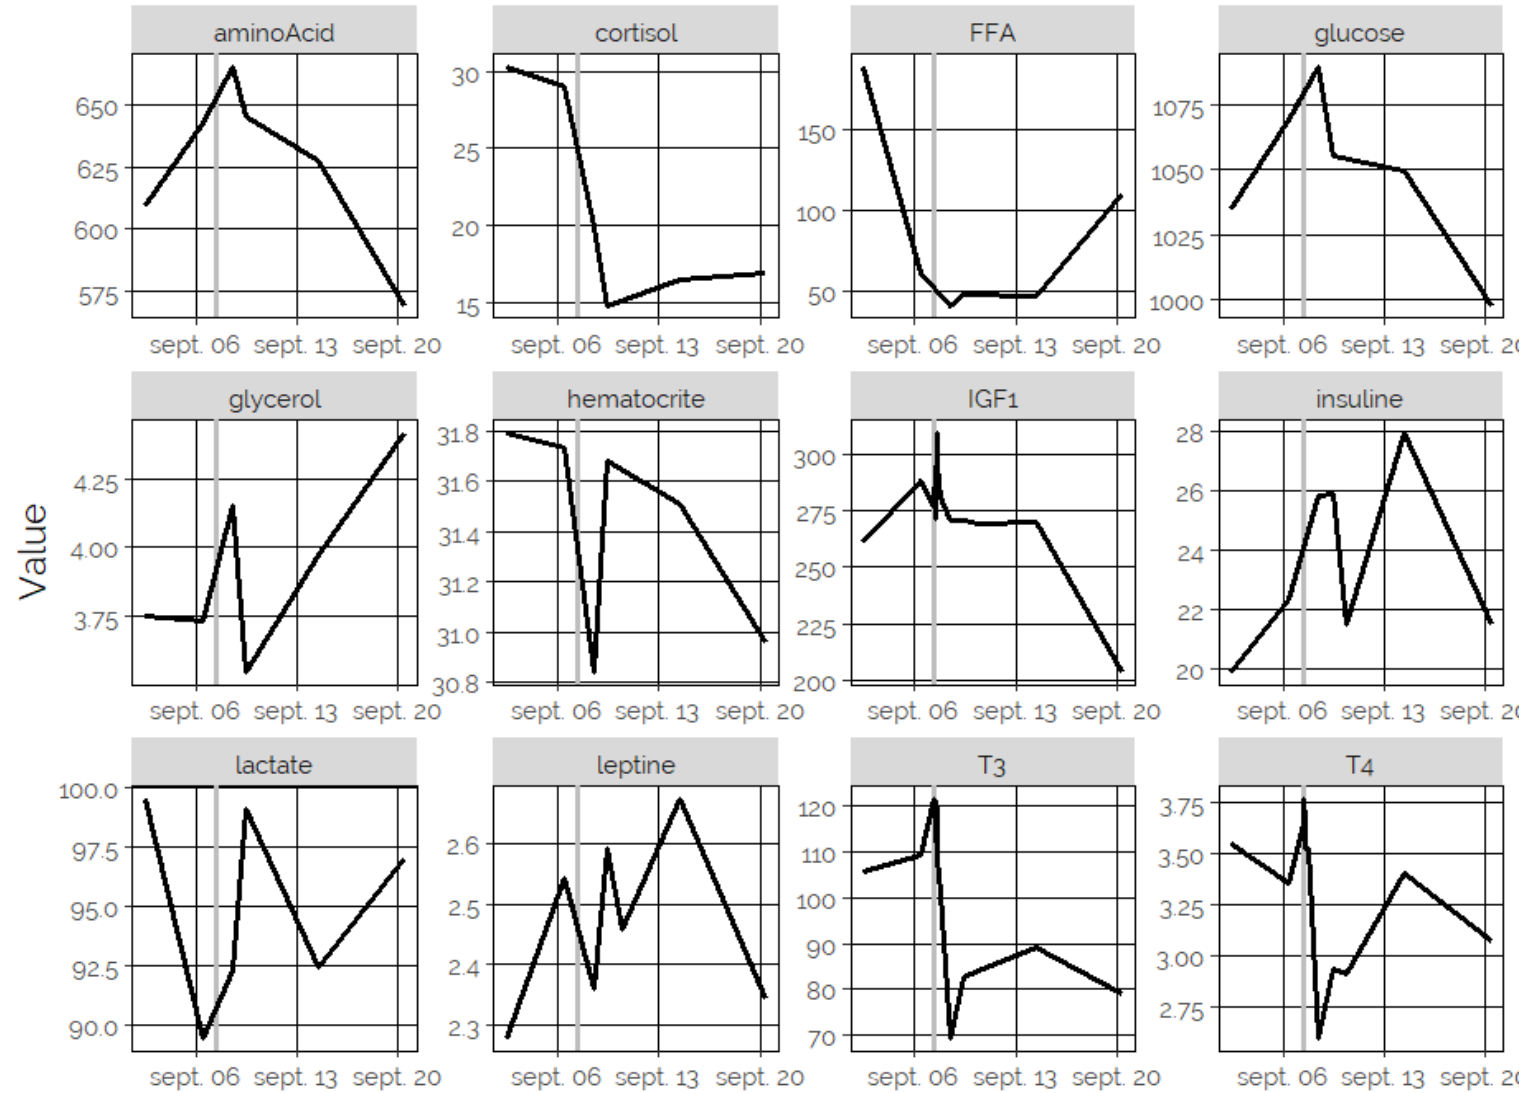 aminoAcid cortisol FFA glucose
650 30 150 1075
625 25 100 1050
600 20 50 1025
575 15 1000
sept. 06 sept. 13 sept. 20 sept. 06 sept. 13 sept. 20 sept. 06 sept. 13 sept. 20 sept. 06 sept. 13 sept. 20
glycerol hematocrite IGF1 insuline
4.25 31.8 300 28
4.00 31.6 275 26
3.75 31.4 250 24
31.2 225 22
31.0 200 20
30.8
Value
sept. 06 sept. 13 sept. 20 sept. 06 sept. 13 sept. 20 sept. 06 sept. 13 sept. 20 sept. 06 sept. 13 sept. 20
lactate leptine T3 T4
100.0 2.6 120 3.75
97.5 2.5 110 3.50
95.0 2.4 100 3.25
92.5 2.3 90 3.00
90.0 80 2.75
70
sept. 06 sept. 13 sept. 20 sept. 06 sept. 13 sept. 20 sept. 06 sept. 13 sept. 20 sept. 06 sept. 13 sept. 20